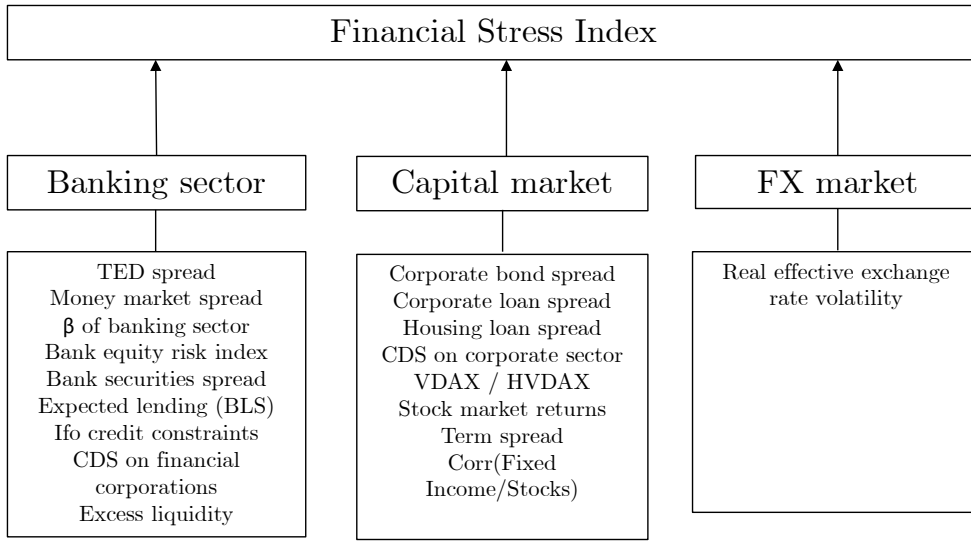 Financial Stress Index
Banking sector
TED spread
Money market spread
β of banking sector
Bank equity risk index
Bank securities spread
Expected lending (BLS)
Ifo credit constraints
CDS on financial
corporations
Excess liquidity
Capital market
Corporate bond spread
Corporate loan spread
Housing loan spread
CDS on corporate sector
VDAX / HVDAX
Stock market returns
Term spread
Corr(Fixed
Income/Stocks)
FX market
Real effective exchange
rate volatility